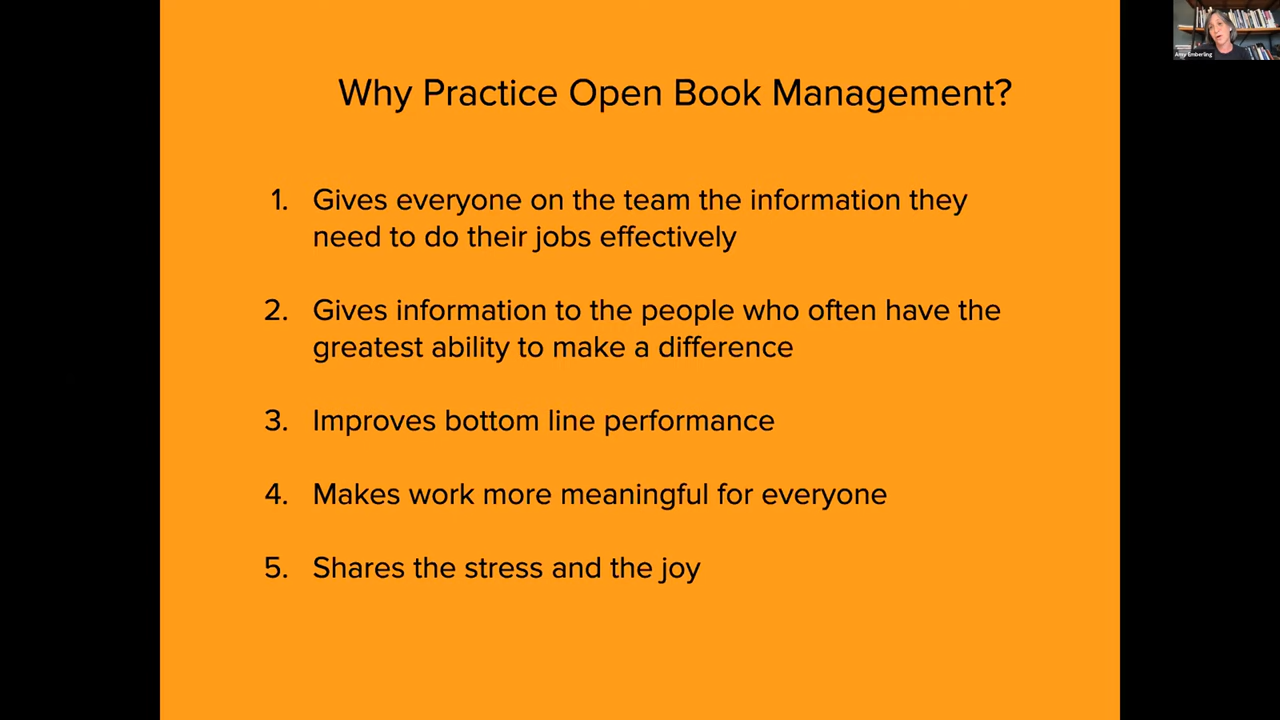 Why Practice Open Book Management?
1. Gives everyone on the team the information they
need to do their jobs effectively
2. Gives information to the people who often have the
greatest ability to make a difference
3. Improves bottom line performance
4. Makes work more meaningful for everyone
5. Shares the stress and the joy
Amy Emberling